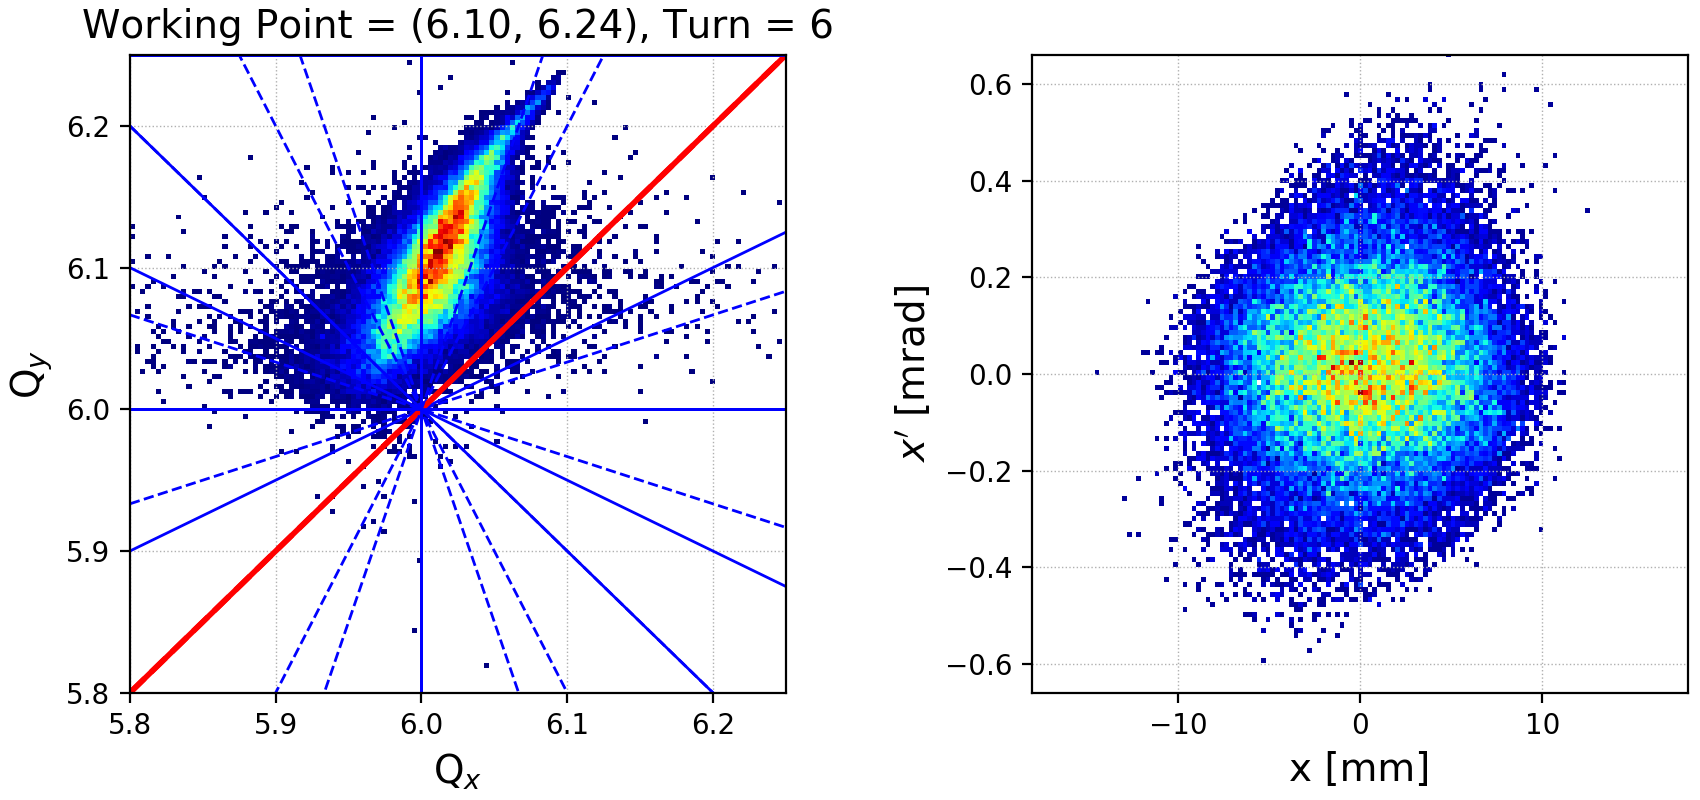 Working Point = (6.10, 6.24), Turn = 6
6.2
6.1
6.0
5.9
5.8
Qy
5.8 5.9 6.0 6.1 6.2
Qx
0.6
0.4
0.2
0.0
−0.2
−0.4
−0.6
x′ [mrad]
−10 0 10
x [mm]